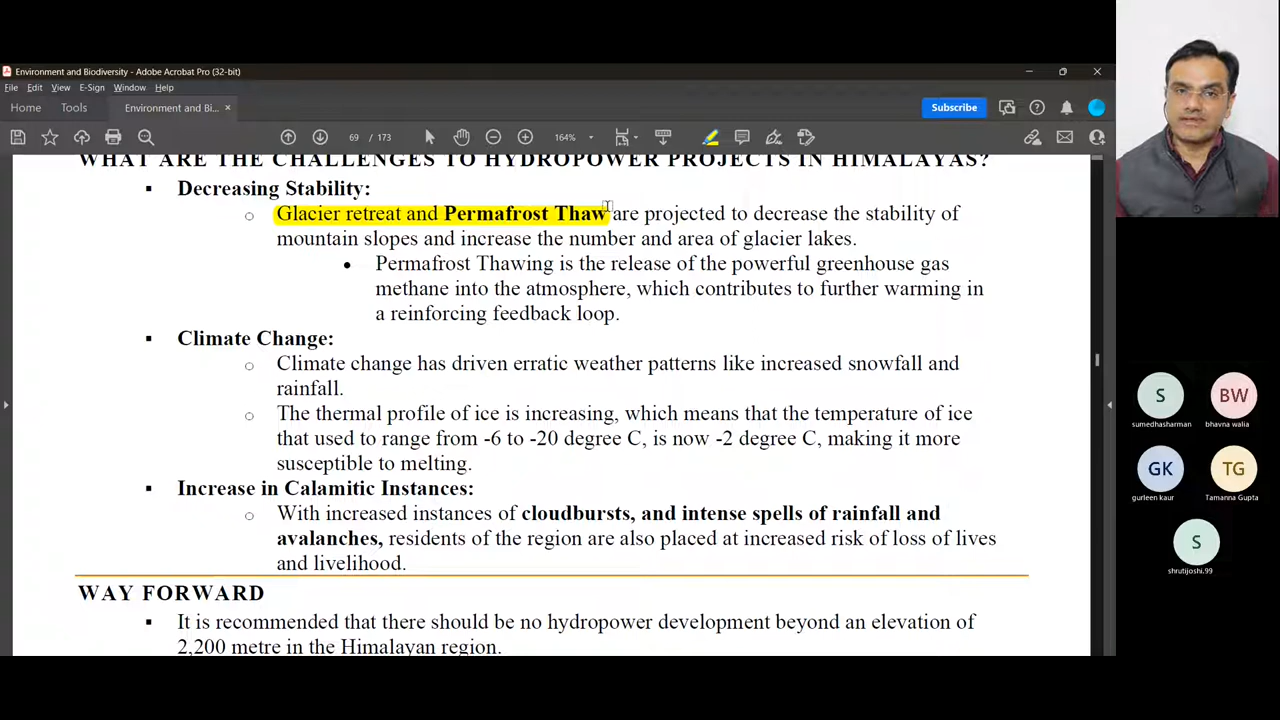 Environment and Biodiversity - Adobe Acrobat Pro (32-bit)
File Edit View E-Sign Window Help
Home Tools Environment and Bi... × Subscribe
69 / 173 164%
WHAT ARE THE CHALLENGES TO HYDROPOWER PROJECTS IN HIMALAYAS?
▪ Decreasing Stability:
○ Glacier retreat and Permafrost Thaw are projected to decrease the stability of
mountain slopes and increase the number and area of glacier lakes.
• Permafrost Thawing is the release of the powerful greenhouse gas
methane into the atmosphere, which contributes to further warming in
a reinforcing feedback loop.
▪ Climate Change:
○ Climate change has driven erratic weather patterns like increased snowfall and
rainfall.
○ The thermal profile of ice is increasing, which means that the temperature of ice
that used to range from -6 to -20 degree C, is now -2 degree C, making it more
susceptible to melting.
▪ Increase in Calamitic Instances:
○ With increased instances of cloudbursts, and intense spells of rainfall and
avalanches, residents of the region are also placed at increased risk of loss of lives
and livelihood.
WAY FORWARD
▪ It is recommended that there should be no hydropower development beyond an elevation of
2,200 metre in the Himalayan region.
S BW
sumedhasharman bhavna walia
GK TG
gurleen kaur Tamanna Gupta
S
shrutijoshi.99